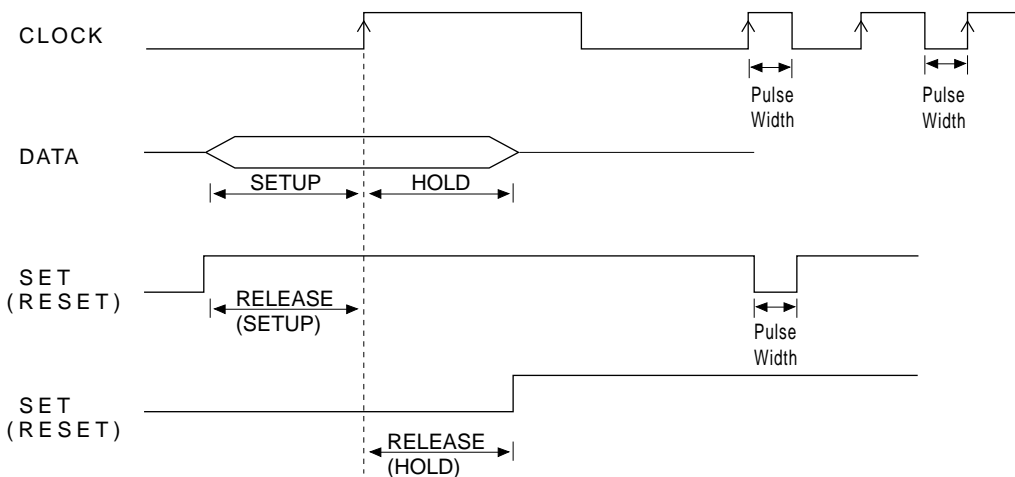 CLOCK
Pulse
Width
Pulse
Width
DATA
SETUP
HOLD
SET
(RESET)
RELEASE
(SETUP)
Pulse
Width
SET
(RESET)
RELEASE
(HOLD)